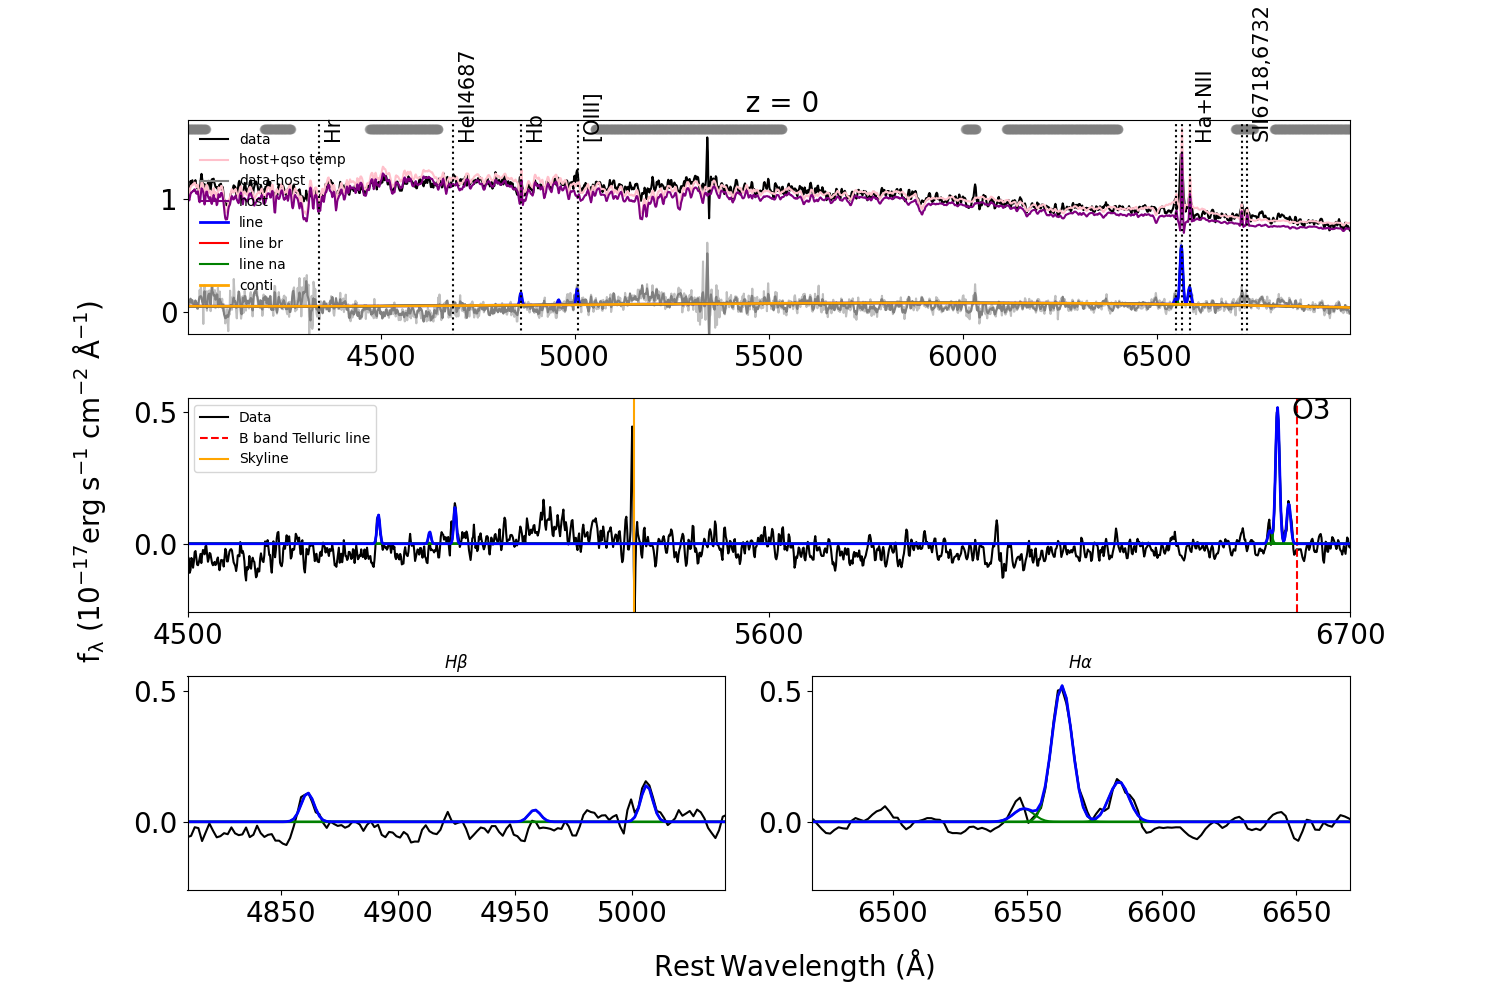 z = 0
Hr
HeII4687
Hb
[OIII]
Ha+NII
SII6718,6732
data
host+qso temp
data-host
host
line
line br
line na
conti
1
0
4500 5000 5500 6000 6500
f_λ (10^−17 erg s^−1 cm^−2 Å^−1)
Data
B band Telluric line
Skyline
O3
0.5
0.0
4500 5600 6700
Hβ
0.5
0.0
4850 4900 4950 5000
Hα
0.5
0.0
6500 6550 6600 6650
Rest Wavelength (Å)